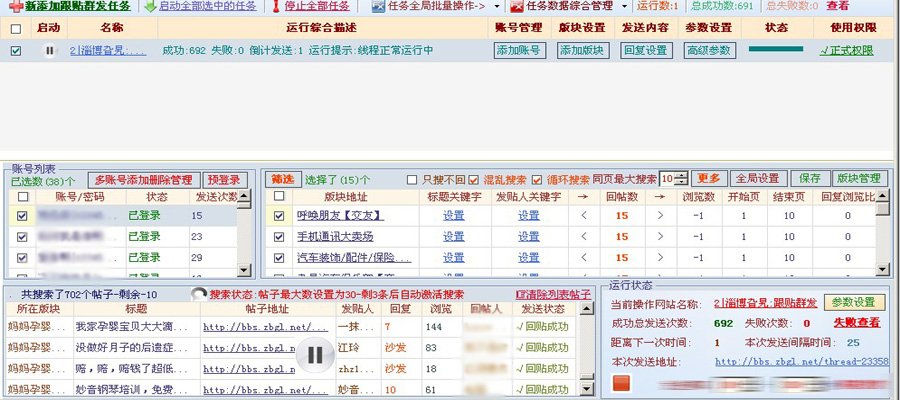 新添加跟贴群发任务 启动全部选中的任务 停止全部任务 任务全局批量操作-> 任务数据综合管理 运行数:1 总成功数:691 总失败数:0 查看
启动 名称 运行综合描述 账号管理 版块设置 发送内容 参数设置 状态 使用权限
2|淄博旮旯:... 成功:692 失败:0 倒计发送:1 运行提示:线程正常运行中 添加账号 添加版块 回复设置 高级参数 √正式权限
账号列表
已选数(38)个 多账号添加删除管理 预登录
账号/密码 状态 发送次数
已登录 15
已登录 23
已登录 29
筛选 选择了(15)个 只搜不回 混乱搜索 循环搜索 同页最大搜索 10 更多 全局设置 保存 版块管理
版块地址 标题关键字 发贴人关键字 → 回帖数 → 浏览数 开始页 结束页 回复浏览比
呼唤朋友【交友】 设置 设置 < 15 < -1 1 10 0
手机通讯大卖场 设置 设置 < 15 < -1 1 10 0
汽车装饰/配件/保险... 设置 设置 < 15 < -1 1 10 0
. 共搜索了702个帖子-剩余-10 搜索状态:帖子最大数设置为30-剩3条后自动激活搜索 清除列表帖子
所在版块 标题 帖子地址 发贴人 回复 浏览 回帖人 发送状态
妈妈孕婴... 我家孕婴宝贝大大滴... http://bbs.zbgl.net/... 一抹... 7 144 √回贴成功
妈妈孕婴... 没做好月子的后遗症... http://bbs.zbgl.net/ 江玲 沙发 83 √回贴成功
妈妈孕婴... 赔，赔，赔钱了超低... http://bbs.zbgl.net/ zhzl... 沙发 18 √回贴成功
妈妈孕婴... 妙音钢琴培训，免费... http://bbs.zbgl.net/... 妙音... 10 61 √回贴成功
运行状态
当前操作网站名称: 2|淄博旮旯:跟贴群发 参数设置
成功总发送次数: 692 失败次数: 0 失败查看
距离下一次时间: 1 本次发送间隔时间: 25
本次发送地址: http://bbs.zbgl.net/thread-23358